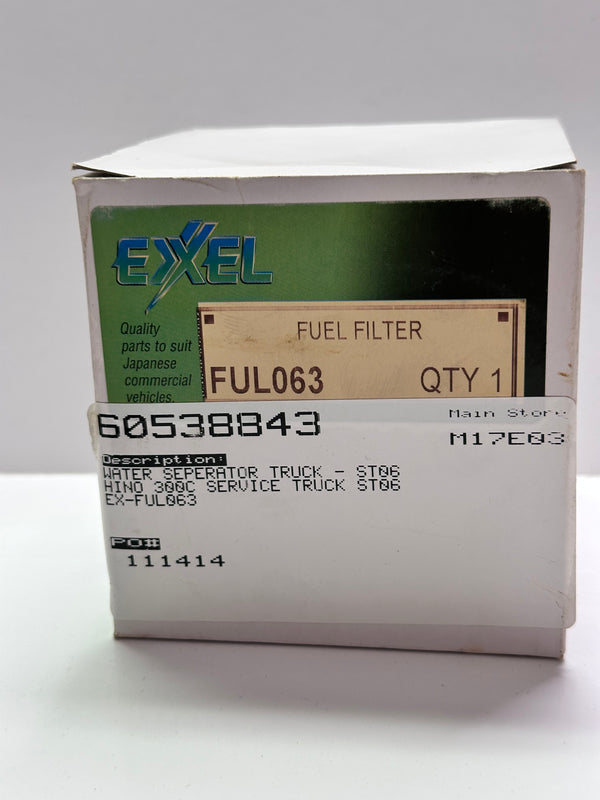 EXEL
Quality
parts to suit
Japanese
commercial
vehicles.
FUEL FILTER
FUL063 QTY 1
60538843
Main Store
M17E03
Description:
WATER SEPERATOR TRUCK - ST06
HINO 300C SERVICE TRUCK ST06
EX-FUL063
PO#
111414